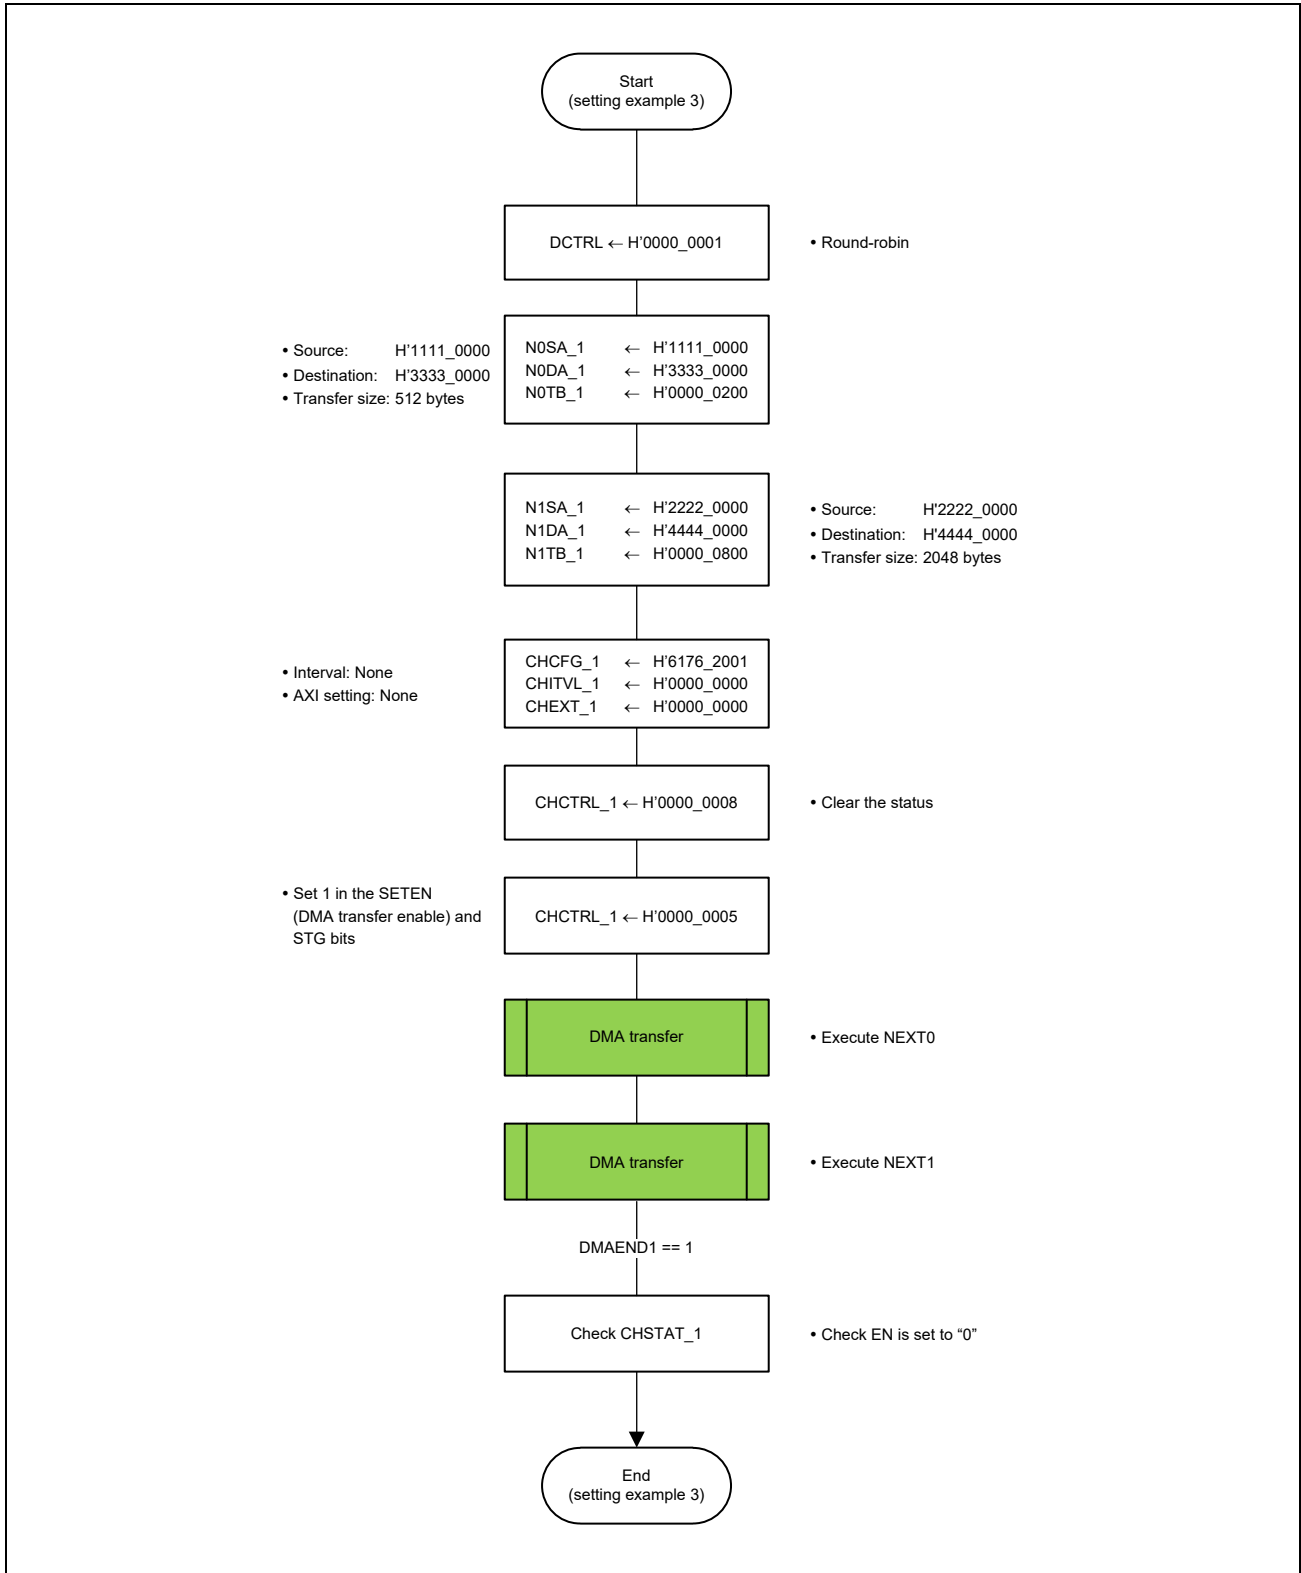 Start
(setting example 3)
DCTRL ← H’0000_0001
• Round-robin
• Source: H’1111_0000
• Destination: H’3333_0000
• Transfer size: 512 bytes
N0SA_1 ← H’1111_0000
N0DA_1 ← H’3333_0000
N0TB_1 ← H’0000_0200
N1SA_1 ← H’2222_0000
N1DA_1 ← H’4444_0000
N1TB_1 ← H’0000_0800
• Source: H'2222_0000
• Destination: H'4444_0000
• Transfer size: 2048 bytes
• Interval: None
• AXI setting: None
CHCFG_1 ← H’6176_2001
CHITVL_1 ← H’0000_0000
CHEXT_1 ← H’0000_0000
CHCTRL_1 ← H’0000_0008
• Clear the status
• Set 1 in the SETEN
(DMA transfer enable) and
STG bits
CHCTRL_1 ← H’0000_0005
DMA transfer
• Execute NEXT0
DMA transfer
• Execute NEXT1
DMAEND1 == 1
Check CHSTAT_1
• Check EN is set to “0”
End
(setting example 3)